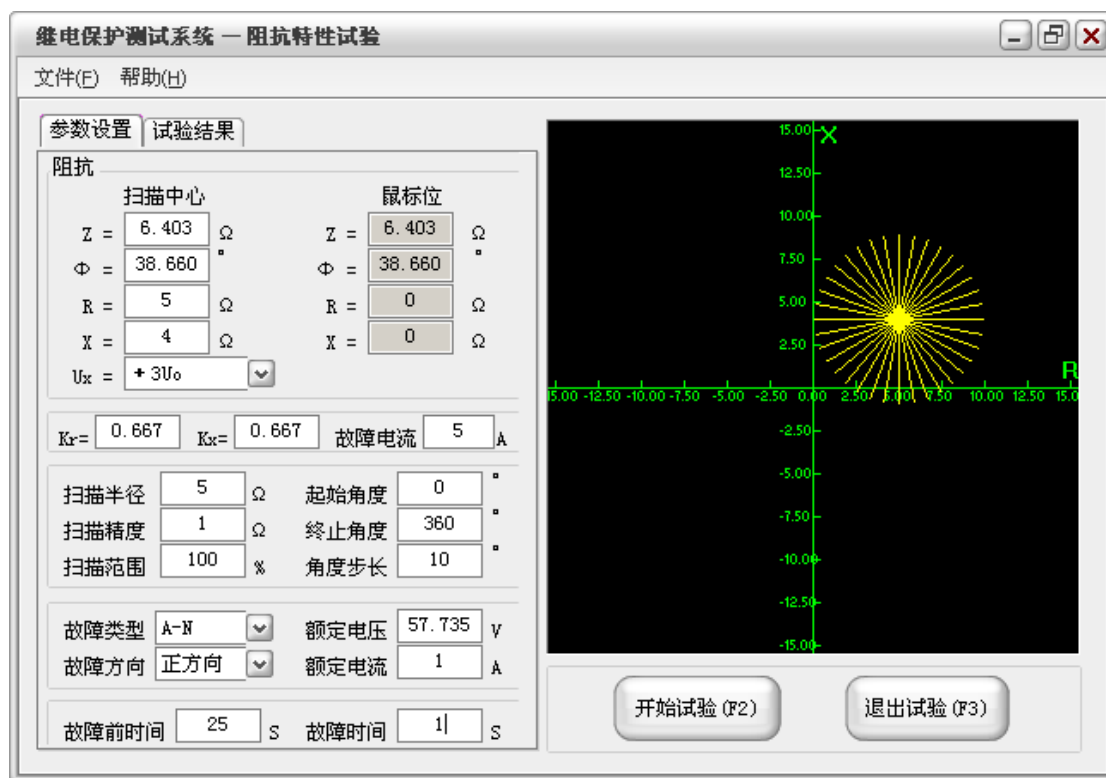 继电保护测试系统 — 阻抗特性试验
文件(F) 帮助(H)
参数设置 试验结果
阻抗
扫描中心 鼠标位
Z = 6.403 Ω Z = 6.403 Ω
Φ = 38.660 ° Φ = 38.660 °
R = 5 Ω R = 0 Ω
X = 4 Ω X = 0 Ω
Ux = + 3U₀
Kr= 0.667 Kx= 0.667 故障电流 5 A
扫描半径 5 Ω 起始角度 0 °
扫描精度 1 Ω 终止角度 360 °
扫描范围 100 % 角度步长 10 °
故障类型 A-N 额定电压 57.735 V
故障方向 正方向 额定电流 1 A
故障前时间 25 S 故障时间 1 S
15.00 X
12.50
10.00
7.50
5.00
2.50
R
15.00 -12.50 -10.00 -7.50 -5.00 -2.50 0.00 2.50 5.00 7.50 10.00 12.50 15.0
-2.50
-5.00
-7.50
-10.00
-12.50
-15.00
开始试验(F2) 退出试验(F3)